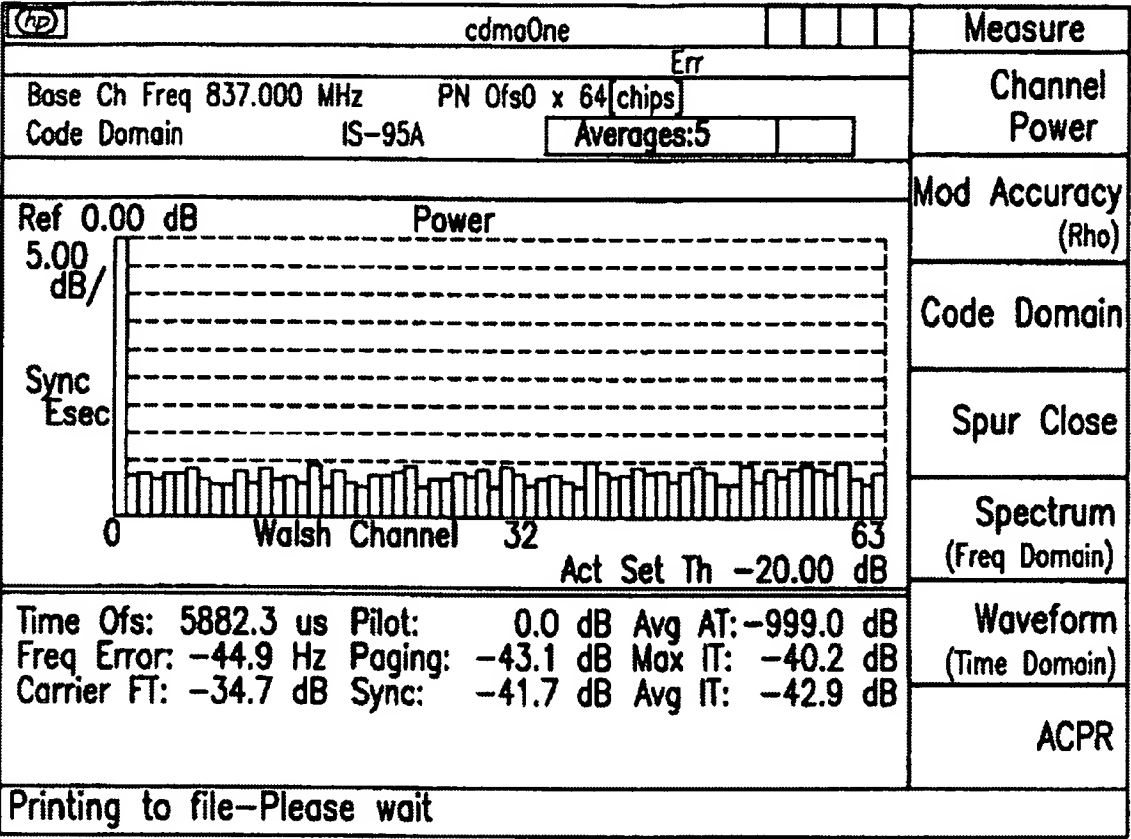 hp
cdmaOne
Err
Base Ch Freq 837.000 MHz PN Ofs0 x 64[chips]
Code Domain IS-95A Averages:5
Ref 0.00 dB Power
5.00
dB/
Sync
Esec
0 Walsh Channel 32 63
Act Set Th -20.00 dB
Time Ofs: 5882.3 us Pilot: 0.0 dB Avg AT:-999.0 dB
Freq Error: -44.9 Hz Paging: -43.1 dB Max IT: -40.2 dB
Carrier FT: -34.7 dB Sync: -41.7 dB Avg IT: -42.9 dB
Printing to file-Please wait
Measure
Channel
Power
Mod Accuracy
(Rho)
Code Domain
Spur Close
Spectrum
(Freq Domain)
Waveform
(Time Domain)
ACPR